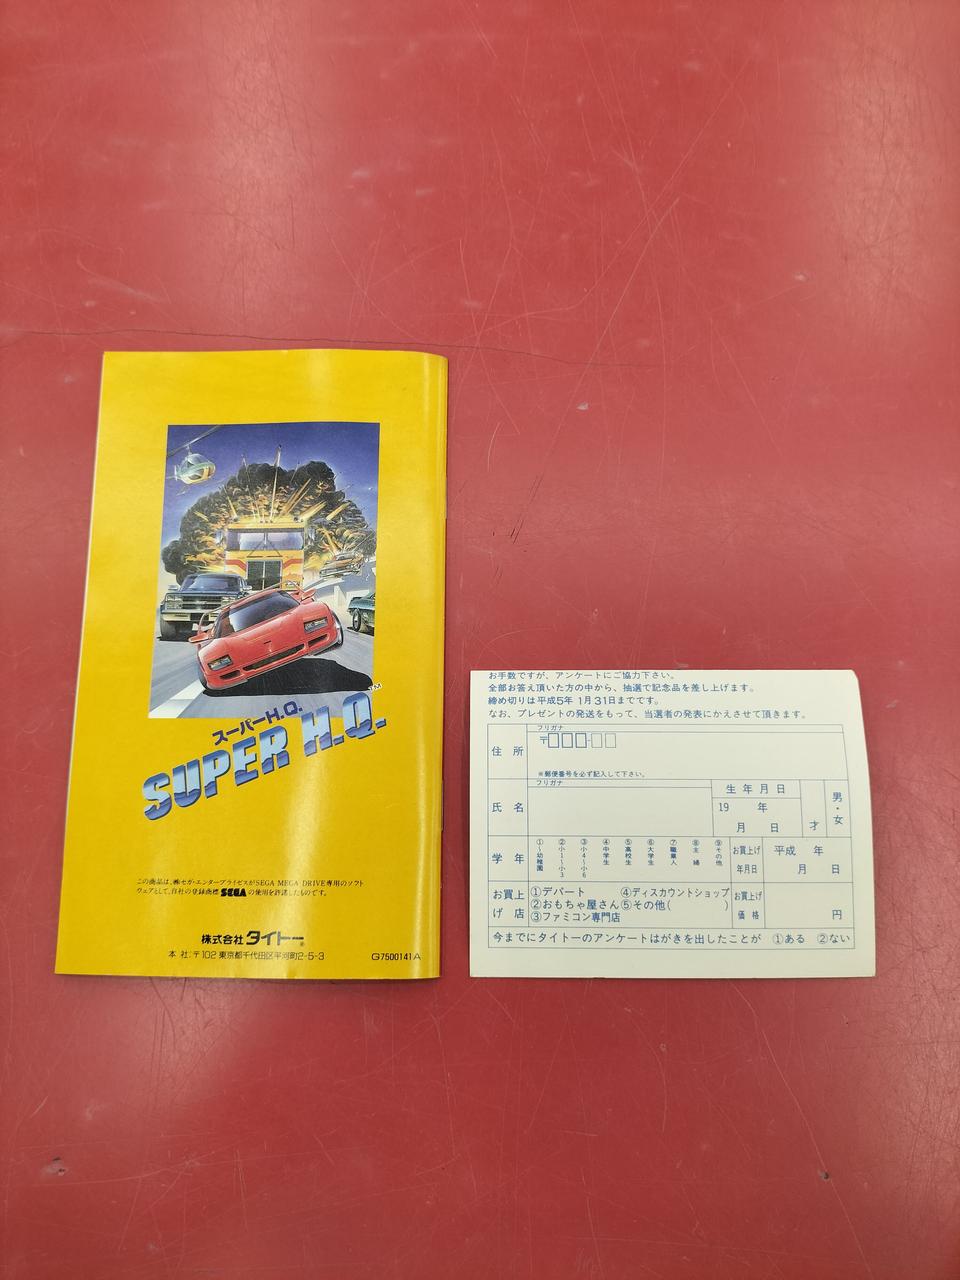 スーパーH.Q.
SUPER H.Q.™
この商品は、㈱セガ・エンタープライゼスがSEGA MEGA DRIVE専用のソフト
ウェアとして、自社の登録商標SEGAの使用を許諾したものです。
株式会社タイトー®
本 社:〒102 東京都千代田区平河町2-5-3
G7500141A
お手数ですが、アンケートにご協力下さい。
全部お答え頂いた方の中から、抽選で記念品を差し上げます。
締め切りは平成5年 1月31日までです。
なお、プレゼントの発送をもって、当選者の発表にかえさせて頂きます。
フリガナ
住 所
〒
※郵便番号を必ず記入して下さい。
フリガナ
氏 名
生 年 月 日
19 年
月 日
才
男・女
学 年
①～幼稚園
②小1～小3
③小4～小6
④中学生
⑤高校生
⑥大学生
⑦職業人
⑧主婦
⑨その他
お買上げ
年月日
平成 年
月 日
お買上
げ 店
①デパート ④ディスカウントショップ
②おもちゃ屋さん ⑤その他( )
③ファミコン専門店
お買上げ
価 格
円
今までにタイトーのアンケートはがきを出したことが ①ある ②ない